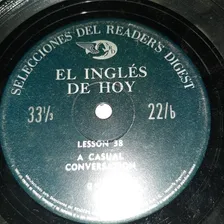 SELECCIONES DEL READER'S DIGEST
EL INGLÉS
DE HOY
33⅓ 22/b
LESSON 38
A CASUAL
CONVERSATION